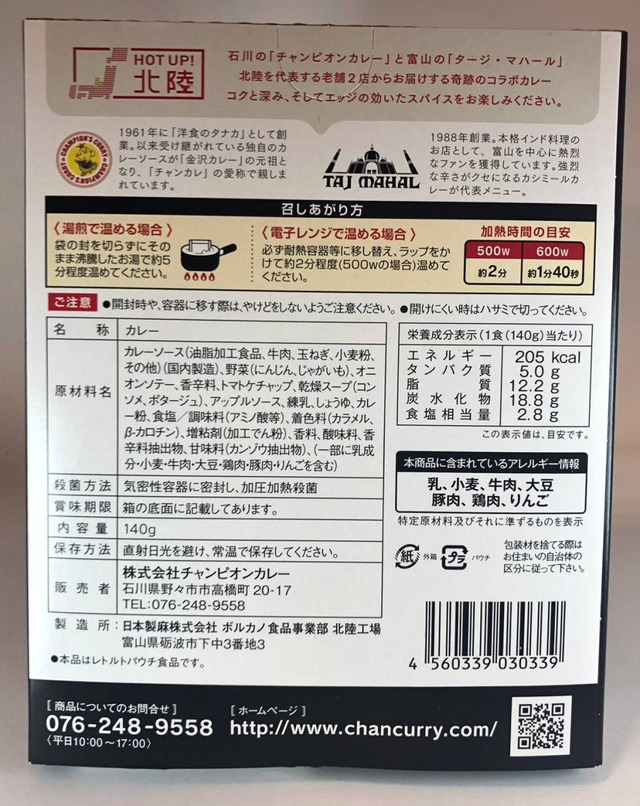 HOT UP!
北陸
石川の「チャンピオンカレー」と富山の「タージ・マハール」
北陸を代表する老舗2店からお届けする奇跡のコラボカレー
コクと深み、そしてエッジの効いたスパイスをお楽しみください。
CHAMPION'S CURRY
CHAMPION'S CURRY
1961年に「洋食のタナカ」として創
業。以来受け継がれている独自のカ
レーソースが「金沢カレー」の元祖と
なり、「チャンカレ」の愛称で親しま
れています。
TAJ MAHAL
1988年創業。本格インド料理の
お店として、富山を中心に熱烈
なファンを獲得しています。強烈
な辛さがクセになるカシミールカ
レーが代表メニュー。
召しあがり方
〈湯煎で温める場合〉
袋の封を切らずにその
まま沸騰したお湯で約5
分程度温めてください。
〈電子レンジで温める場合〉
必ず耐熱容器等に移し替え、ラップをか
けて約2分程度(500wの場合)温めて
ください。
加熱時間の目安
500W 600W
約2分 約1分40秒
ご注意 ●開封時や、容器に移す際は、やけどをしないようご注意ください。 ●開けにくい時はハサミで切ってください。
名称 カレー
原材料名 カレーソース(油脂加工食品、牛肉、玉ねぎ、小麦粉、
その他)(国内製造)、野菜(にんじん、じゃがいも)、オニ
オンソテー、香辛料、トマトケチャップ、乾燥スープ(コン
ソメ、ポタージュ)、アップルソース、練乳、しょうゆ、カレ
ー粉、食塩／調味料(アミノ酸等)、着色料(カラメル、
β-カロチン)、増粘剤(加工でん粉)、香料、酸味料、香
辛料抽出物、甘味料(カンゾウ抽出物)、(一部に乳成
分・小麦・牛肉・大豆・鶏肉・豚肉・りんごを含む)
殺菌方法 気密性容器に密封し、加圧加熱殺菌
賞味期限 箱の底面に記載してあります。
内容量 140g
保存方法 直射日光を避け、常温で保存してください。
販売者 株式会社チャンピオンカレー
石川県野々市市高橋町20-17
TEL:076-248-9558
製造所:日本製麻株式会社 ボルカノ食品事業部 北陸工場
富山県砺波市下中3番地3
●本品はレトルトパウチ食品です。
栄養成分表示(1食(140g)当たり)
エネルギー 205 kcal
タンパク質 5.0 g
脂質 12.2 g
炭水化物 18.8 g
食塩相当量 2.8 g
この表示値は、目安です。
本商品に含まれているアレルギー情報
乳、小麦、牛肉、大豆
豚肉、鶏肉、りんご
特定原材料及びそれに準ずるものを表示
紙 外箱 プラ パウチ
包装材を捨てる際は
お住まいの自治体の
区分に従って下さい。
4 560339 030339
[商品についてのお問合せ]
076-248-9558
〈平日10:00～17:00〉
[ホームページ]
http://www.chancurry.com/